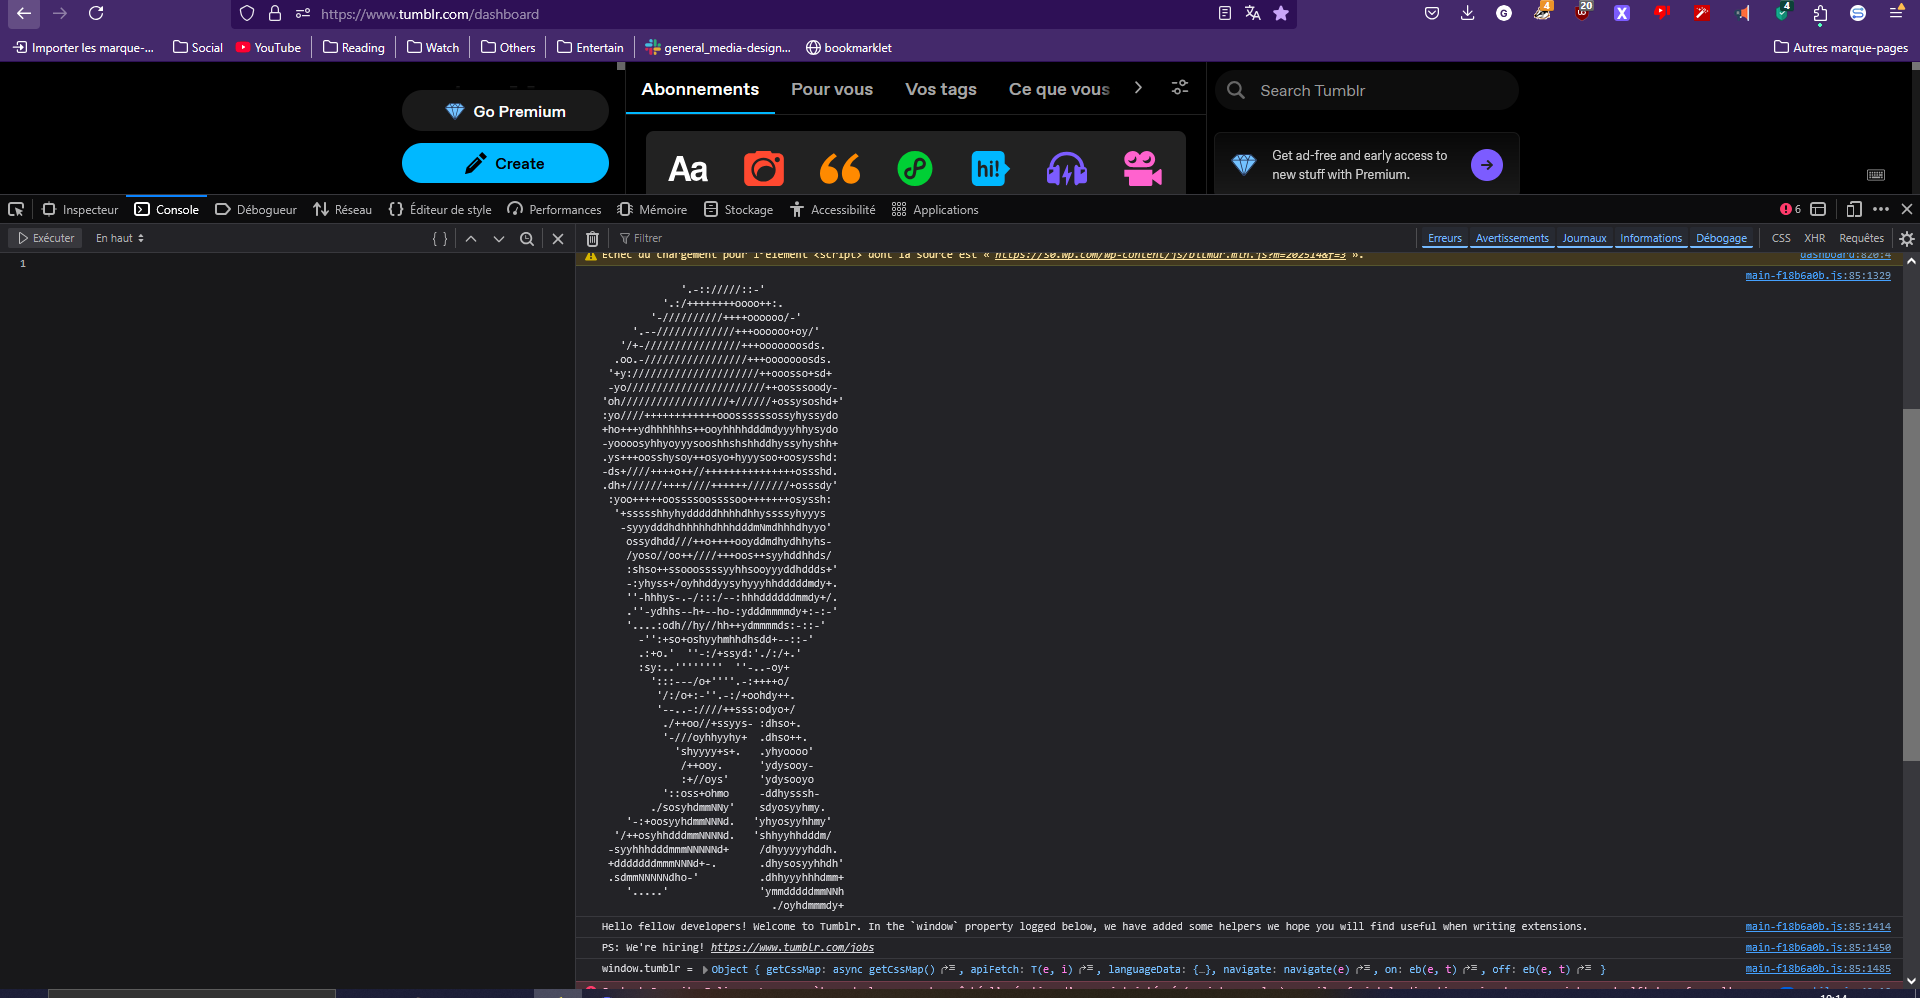 https://www.tumblr.com/dashboard
4
20
G
X
4
S
Importer les marque-...
Social
YouTube
Reading
Watch
Others
Entertain
general_media-design...
bookmarklet
Autres marque-pages
Go Premium
Create
Abonnements
Pour vous
Vos tags
Ce que vous
Search Tumblr
Aa
hi!
Get ad-free and early access to
new stuff with Premium.
Inspecteur
Console
Débogueur
Réseau
Éditeur de style
Performances
Mémoire
Stockage
Accessibilité
Applications
6
Exécuter
En haut
Filtrer
Erreurs
Avertissements
Journaux
Informations
Débogage
CSS
XHR
Requêtes
1
Échec du chargement pour l'élément <script> dont la source est « https://s0.wp.com/wp-content/js/bilmur.min.js?m=202514&f=3 ».
dashboard:820:4
main-f18b6a0b.js:85:1329
Hello fellow developers! Welcome to Tumblr. In the `window` property logged below, we have added some helpers we hope you will find useful when writing extensions.
main-f18b6a0b.js:85:1414
PS: We're hiring! https://www.tumblr.com/jobs
main-f18b6a0b.js:85:1450
window.tumblr = Object { getCssMap: async getCssMap(), apiFetch: T(e, i), languageData: {…}, navigate: navigate(e), on: eb(e, t), off: eb(e, t) }
main-f18b6a0b.js:85:1485